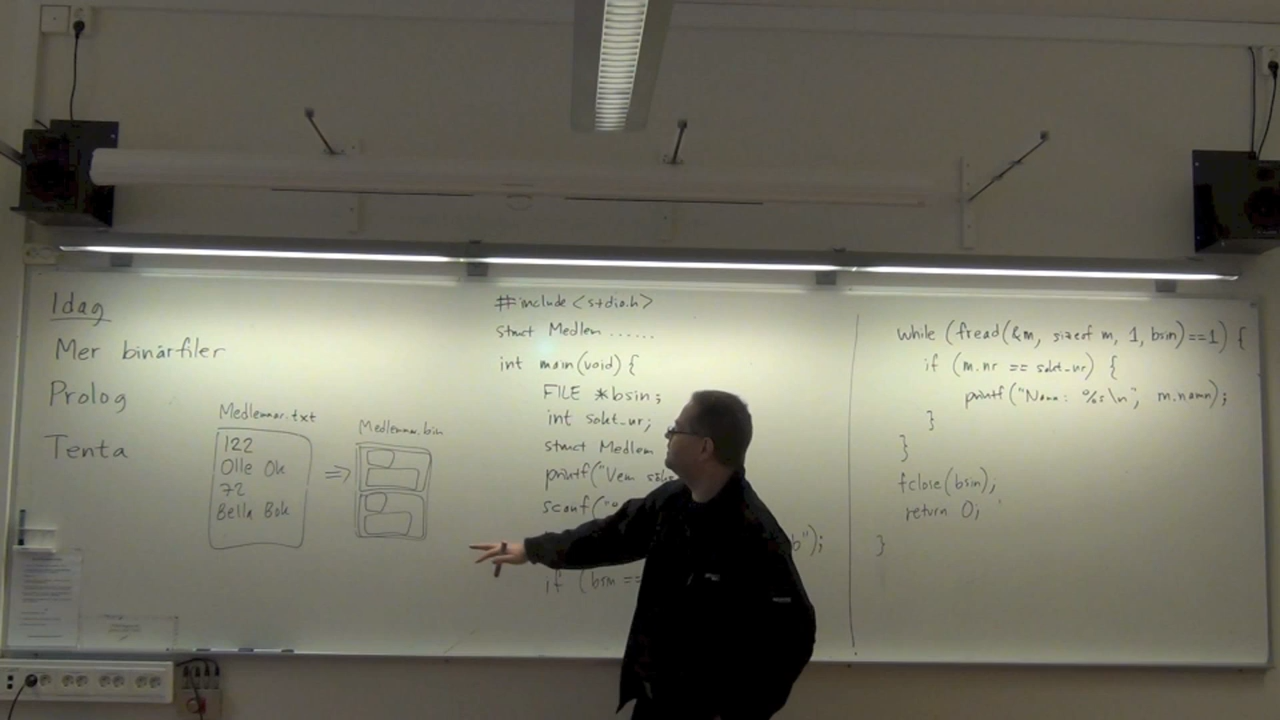 Idag
Mer binärfiler
Prolog
Tenta
Medlemmar.txt
122
Olle Ok
72
Bella Bok
⇒
Medlemmar.bin
#include <stdio.h>
struct Medlem ......
int main(void) {
FILE *bsin;
int sokt_nr;
struct Medlem
printf("Vem
scanf("%
b");
if (bsin ==
while (fread(&m, sizeof m, 1, bsin)==1) {
if (m.nr == sokt_nr) {
printf("Namn: %s\n", m.namn);
}
}
fclose(bsin);
return 0;
}